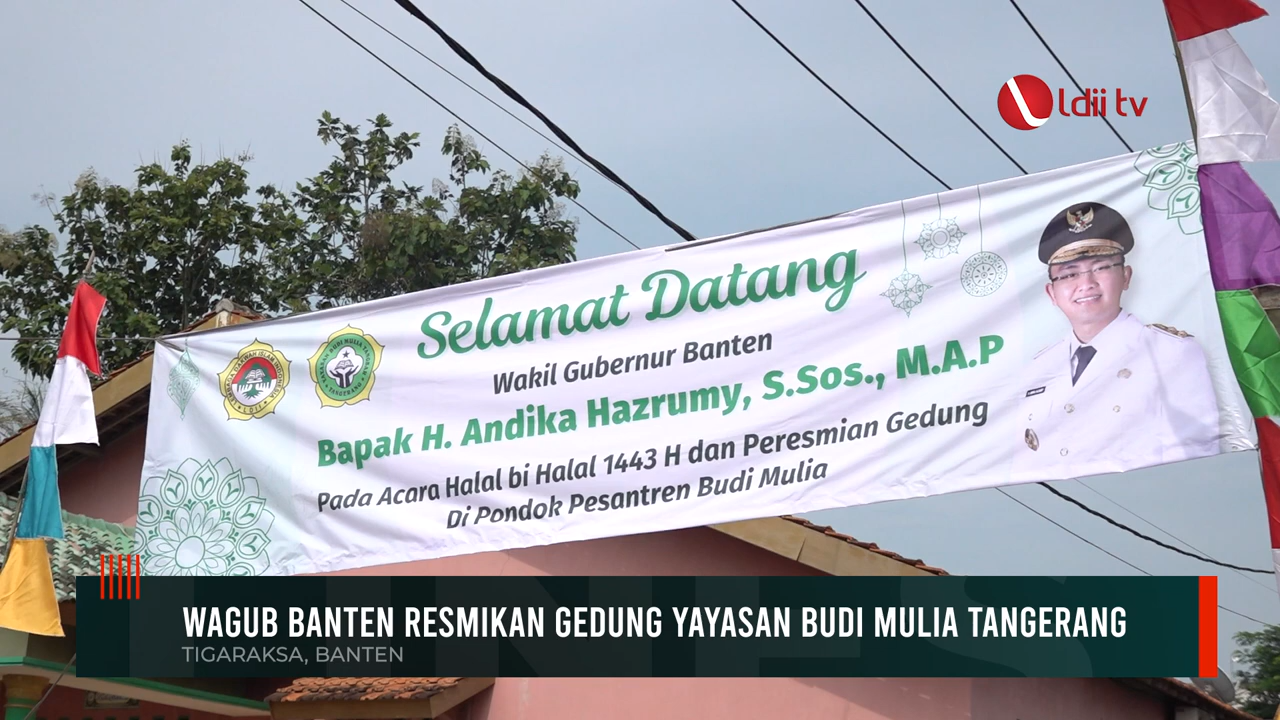 ldii tv
Selamat Datang
Wakil Gubernur Banten
Bapak H. Andika Hazrumy, S.Sos., M.A.P
Pada Acara Halal bi Halal 1443 H dan Peresmian Gedung
Di Pondok Pesantren Budi Mulia
WAGUB BANTEN RESMIKAN GEDUNG YAYASAN BUDI MULIA TANGERANG
TIGARAKSA, BANTEN